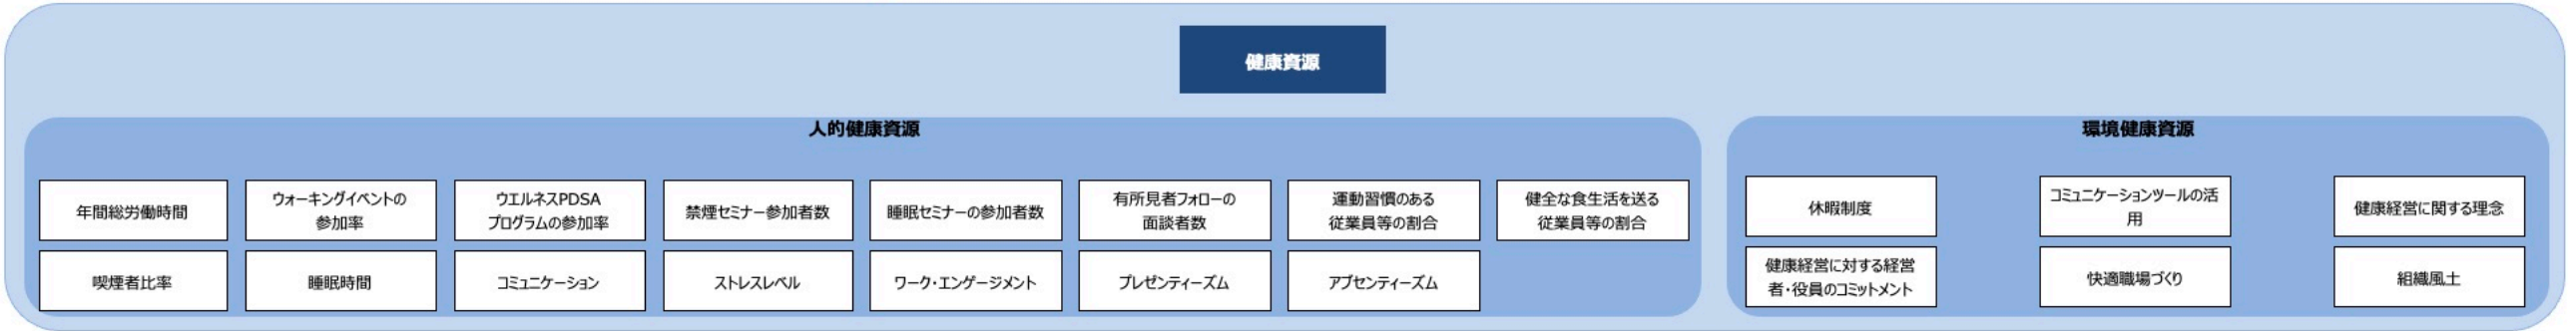 健康資源
人的健康資源
年間総労働時間
ウォーキングイベントの
参加率
ウエルネスPDSA
プログラムの参加率
禁煙セミナー参加者数
睡眠セミナーの参加者数
有所見者フォローの
面談者数
運動習慣のある
従業員等の割合
健全な食生活を送る
従業員等の割合
喫煙者比率
睡眠時間
コミュニケーション
ストレスレベル
ワーク・エンゲージメント
プレゼンティーズム
アブセンティーズム
環境健康資源
休暇制度
コミュニケーションツールの活
用
健康経営に関する理念
健康経営に対する経営
者・役員のコミットメント
快適職場づくり
組織風土